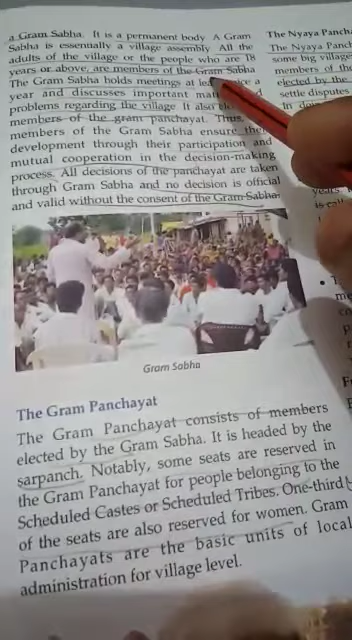 a Gram Sabha. It is a permanent body. A Gram
Sabha is essentially a village assembly. All the
adults of the village or the people who are 18
years or above, are members of the Gram Sabha
The Gram Sabha holds meetings at least twice a
year and discusses important
problems regarding the village. It also
members of the gram panchayat. Thus,
members of the Gram Sabha ensure
development through their participation and
mutual cooperation in the decision-making
process. All decisions of the panchayat are taken
through Gram Sabha and no decision is official
and valid without the consent of the Gram Sabha.
Gram Sabha
The Gram Panchayat
The Gram Panchayat consists of members
elected by the Gram Sabha. It is headed by the
sarpanch. Notably, some seats are reserved in
the Gram Panchayat for people belonging to the
Scheduled Castes or Scheduled Tribes. One-third
of the seats are also reserved for women. Gram
Panchayats are the basic units of local
administration for village level.
The Nyaya
The Nyaya
some big village
members of
elected by the
settle disputes
In
years
is